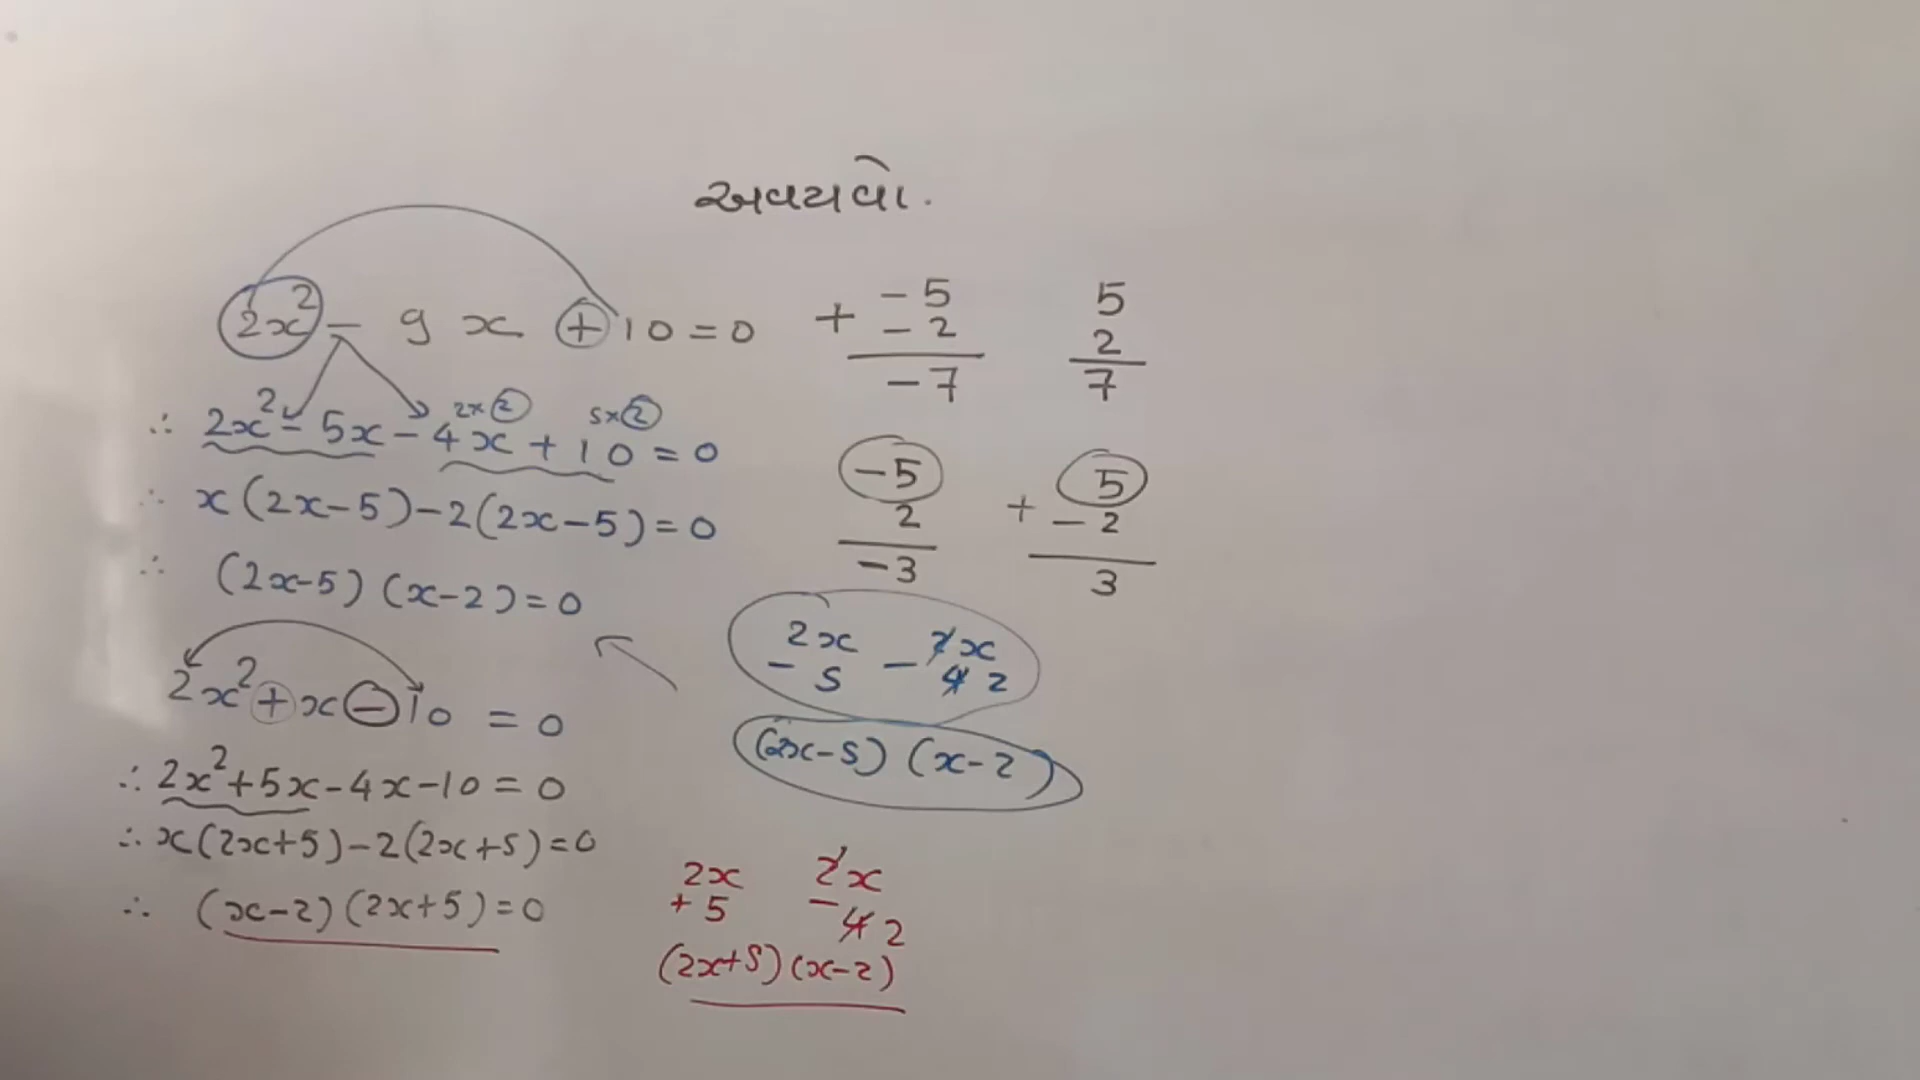 અવયવો.
2x² - 9x + 10 = 0
∴ 2x² - 5x - 4x + 10 = 0
2x2 5x2
∴ x(2x-5)-2(2x-5)=0
∴ (2x-5)(x-2)=0
2x²+x-10 = 0
∴ 2x²+5x-4x-10=0
∴ x(2x+5)-2(2x+5)=0
∴ (x-2)(2x+5)=0
+ -5
-2
-7
5
2
7
-5
2
-3
5
+ -2
3
2x - 2x
- 5 4 2
(2x-5)(x-2)
2x 2x
+5 -4 2
(2x+5)(x-2)